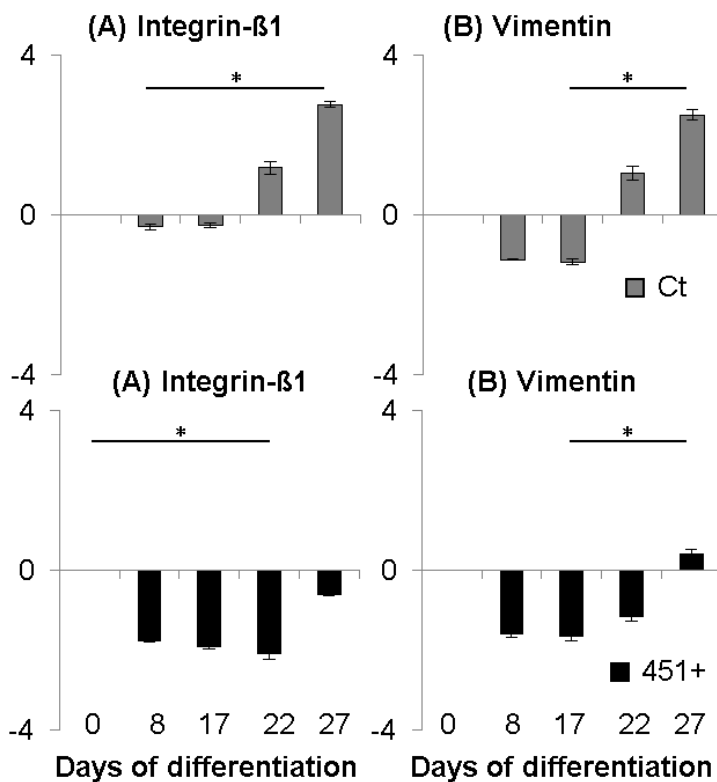 (A) Integrin-ß1
(B) Vimentin
4
4
*
*
0
0
Ct
-4
-4
(A) Integrin-ß1
(B) Vimentin
4
4
*
*
0
0
451+
-4
0 8 17 22 27
-4
0 8 17 22 27
Days of differentiation
Days of differentiation